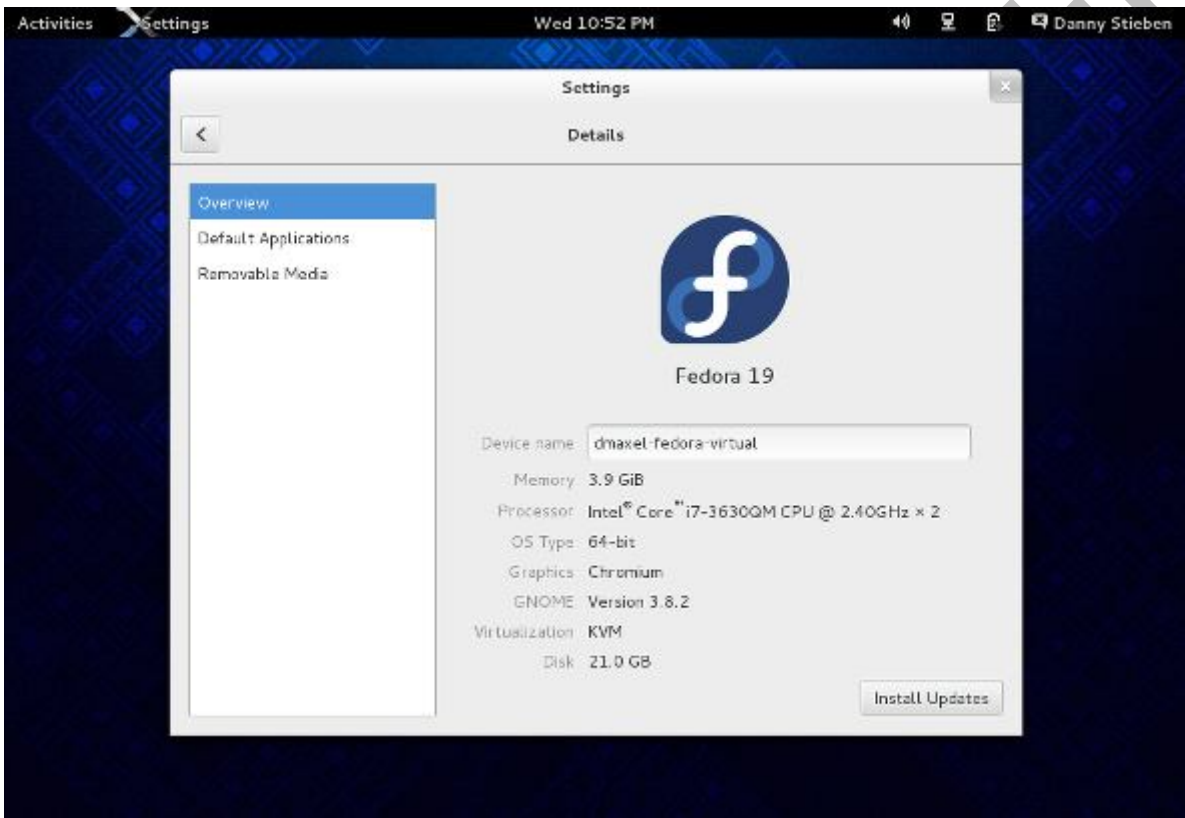 Activities Settings Wed 10:52 PM Danny Stieben
Settings
Details
Overview
Default Applications
Removable Media
Fedora 19
Device name dmaxel-fedora-virtual
Memory 3.9 GiB
Processor Intel® Core™ i7-3630QM CPU @ 2.40GHz × 2
OS Type 64-bit
Graphics Chromium
GNOME Version 3.8.2
Virtualization KVM
Disk 21.0 GB
Install Updates